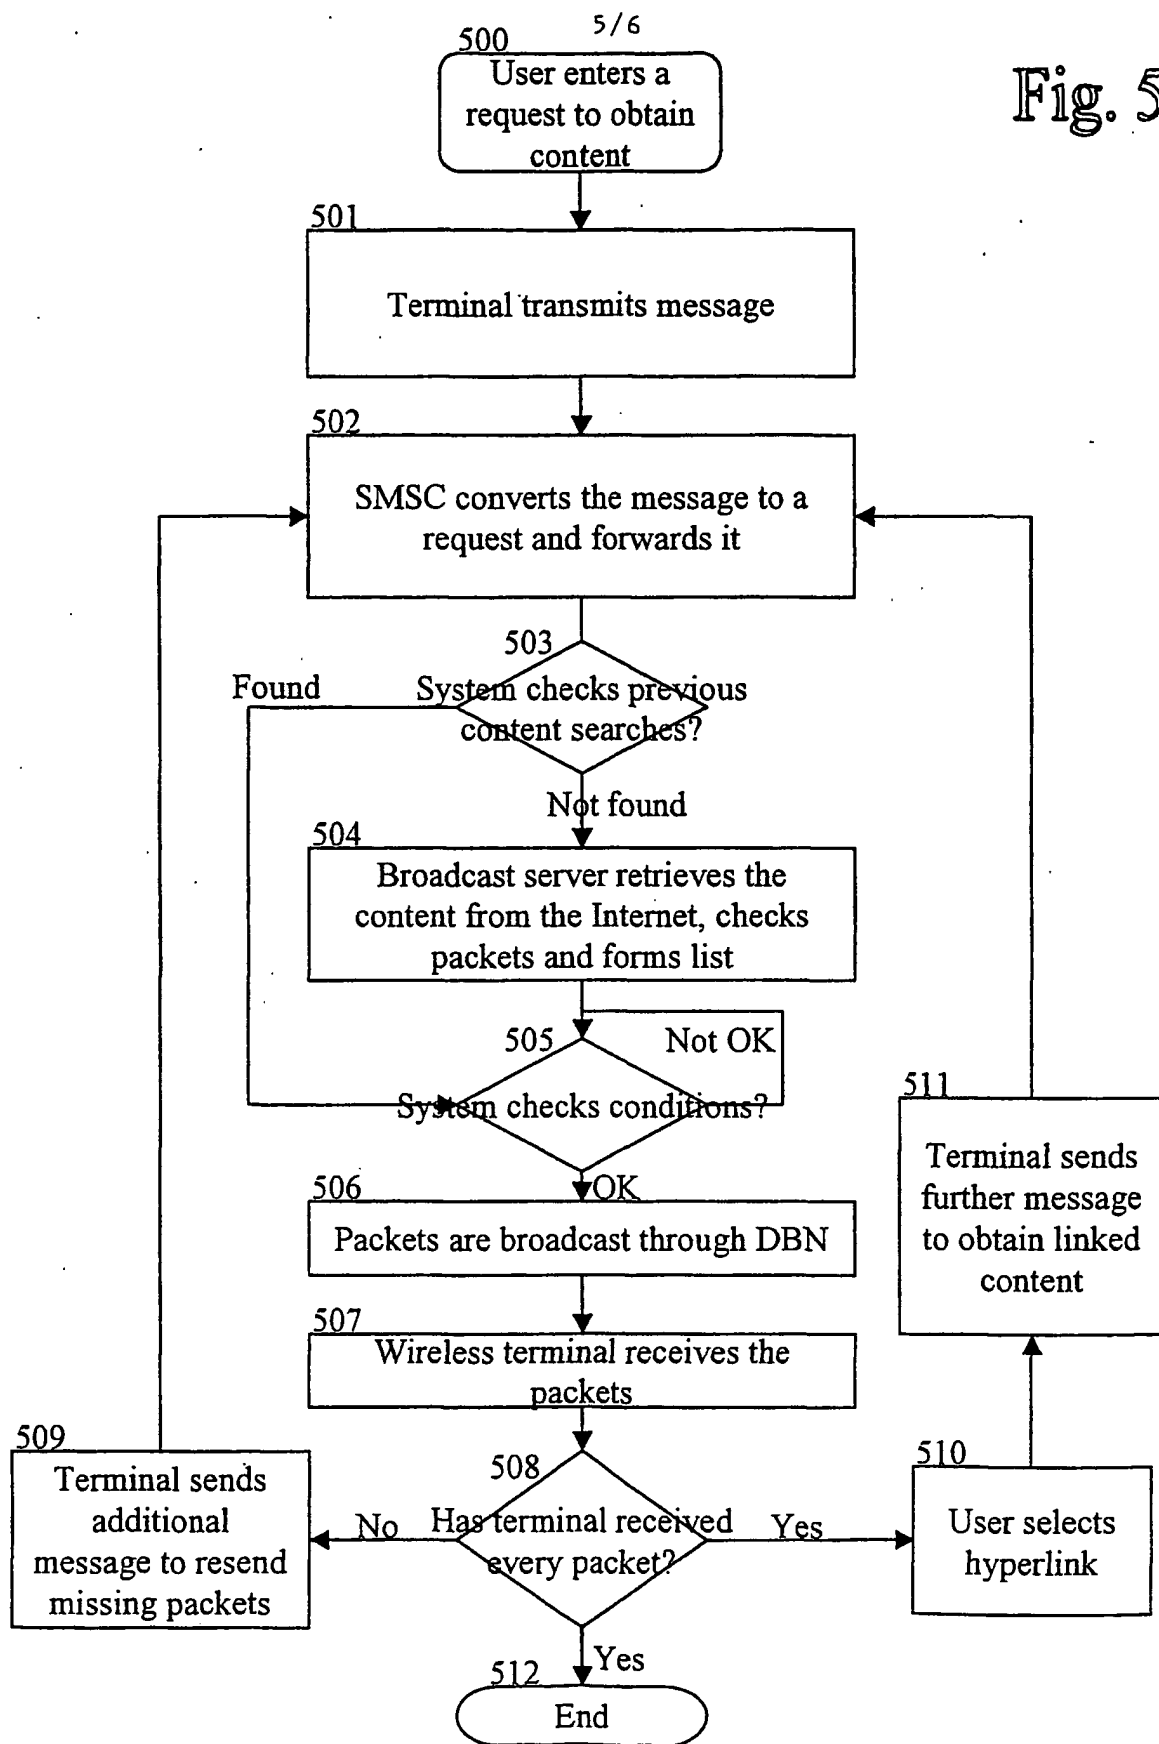 5/6
Fig. 5
500
User enters a
request to obtain
content
501
Terminal transmits message
502
SMSC converts the message to a
request and forwards it
503
Found
System checks previous
content searches?
Not found
504
Broadcast server retrieves the
content from the Internet, checks
packets and forms list
505
Not OK
System checks conditions?
OK
506
Packets are broadcast through DBN
507
Wireless terminal receives the
packets
508
Has terminal received
every packet?
No
Yes
509
Terminal sends
additional
message to resend
missing packets
510
User selects
hyperlink
511
Terminal sends
further message
to obtain linked
content
Yes
512
End